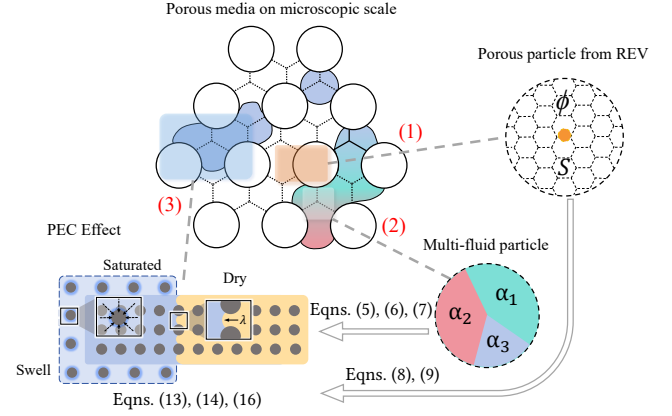 Porous media on microscopic scale
Porous particle from REV
ϕ
S
(1)
(2)
(3)
PEC Effect
Multi-fluid particle
Saturated
Dry
λ
Swell
α₁
α₂
α₃
Eqns. (5), (6), (7)
Eqns. (8), (9)
Eqns. (13), (14), (16)